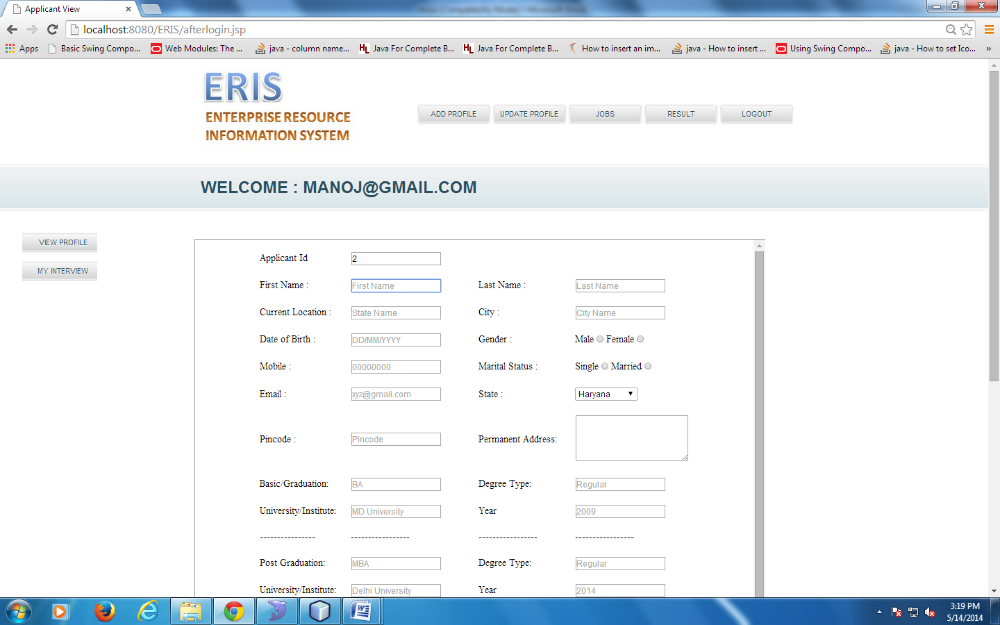 Applicant View
localhost:8080/ERIS/afterlogin.jsp
Apps Basic Swing Compo... Web Modules: The ... java - column name... Java For Complete B... Java For Complete B... How to insert an im... java - How to insert ... Using Swing Compo... java - How to set Ico... »
ERIS
ENTERPRISE RESOURCE
INFORMATION SYSTEM
ADD PROFILE UPDATE PROFILE JOBS RESULT LOGOUT
WELCOME : MANOJ@GMAIL.COM
VIEW PROFILE
MY INTERVIEW
Applicant Id 2
First Name : First Name Last Name : Last Name
Current Location : State Name City : City Name
Date of Birth : DD/MM/YYYY Gender : Male Female
Mobile : 00000000 Marital Status : Single Married
Email : xyz@gmail.com State : Haryana
Pincode : Pincode Permanent Address:
Basic/Graduation: BA Degree Type: Regular
University/Institute: MD University Year 2009
---------------- ----------------- ----------------- -----------------
Post Graduation: MBA Degree Type: Regular
University/Institute: Delhi University Year 2014
3:19 PM
5/14/2014